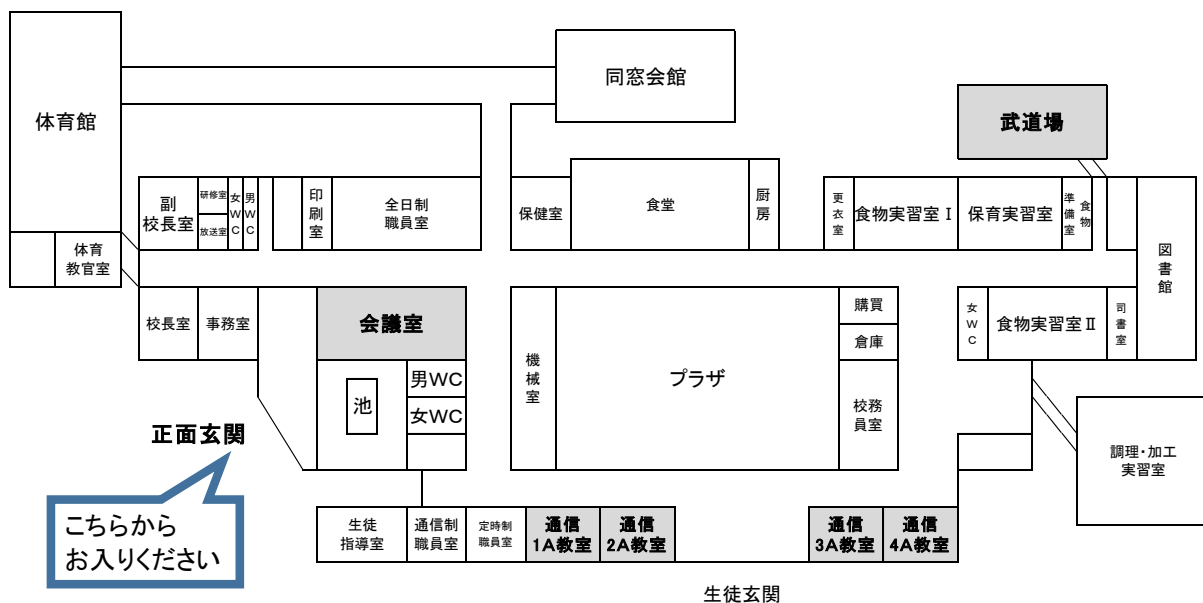 体育館
同窓会館
武道場
副
校長室
研修室
放送室
女WC
男WC
印刷室
全日制
職員室
保健室
食堂
厨房
更衣室
食物実習室Ⅰ
保育実習室
食物
準備室
図書館
体育
教官室
校長室
事務室
会議室
池
男WC
女WC
機械室
プラザ
購買
倉庫
校務
員室
女WC
食物実習室Ⅱ
司書室
調理・加工
実習室
正面玄関
こちらから
お入りください
生徒
指導室
通信制
職員室
定時制
職員室
通信
1A教室
通信
2A教室
通信
3A教室
通信
4A教室
生徒玄関